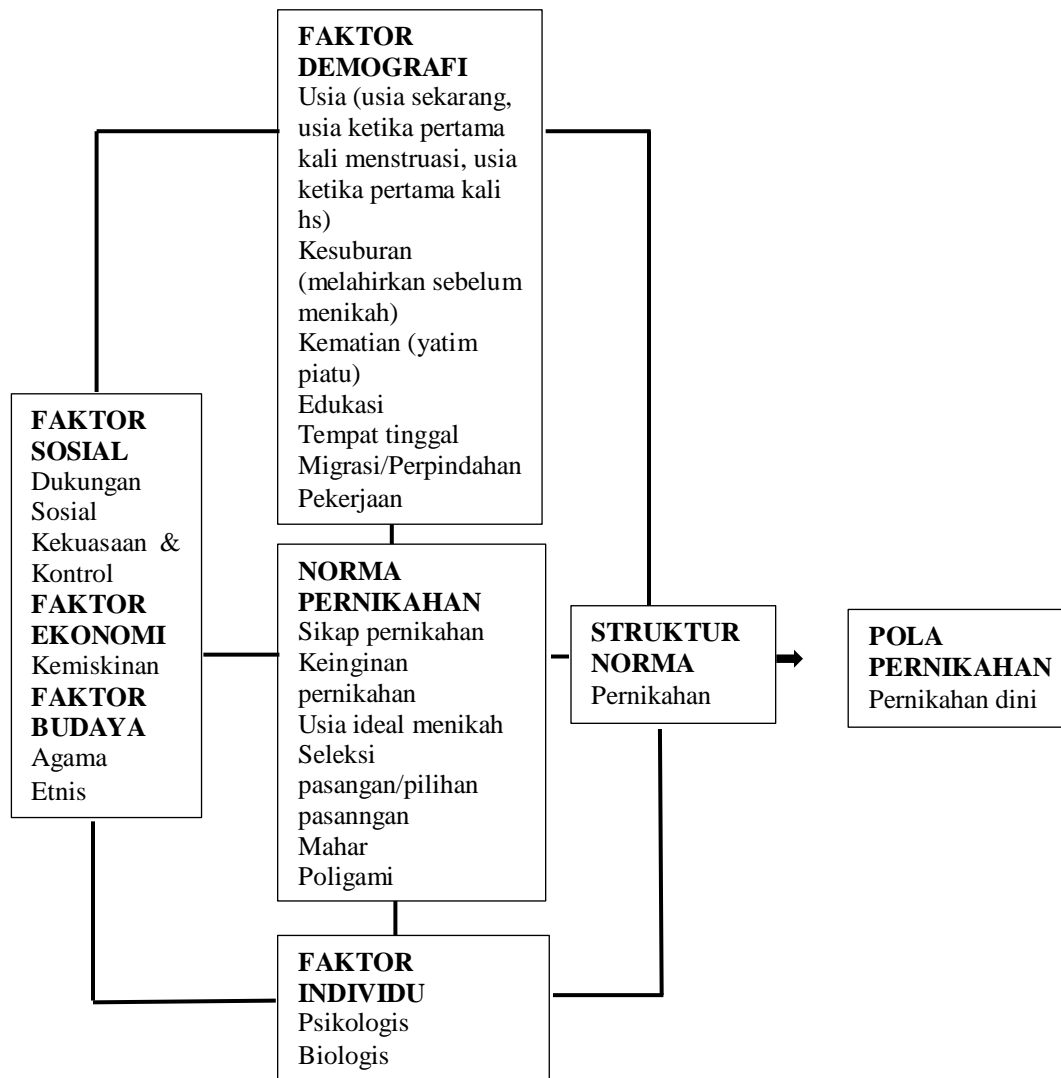 FAKTOR
DEMOGRAFI
Usia (usia sekarang,
usia ketika pertama
kali menstruasi, usia
ketika pertama kali
hs)
Kesuburan
(melahirkan sebelum
menikah)
Kematian (yatim
piatu)
Edukasi
Tempat tinggal
Migrasi/Perpindahan
Pekerjaan
FAKTOR
SOSIAL
Dukungan
Sosial
Kekuasaan &
Kontrol
FAKTOR
EKONOMI
Kemiskinan
FAKTOR
BUDAYA
Agama
Etnis
NORMA
PERNIKAHAN
Sikap pernikahan
Keinginan
pernikahan
Usia ideal menikah
Seleksi
pasangan/pilihan
pasanngan
Mahar
Poligami
STRUKTUR
NORMA
Pernikahan
POLA
PERNIKAHAN
Pernikahan dini
FAKTOR
INDIVIDU
Psikologis
Biologis